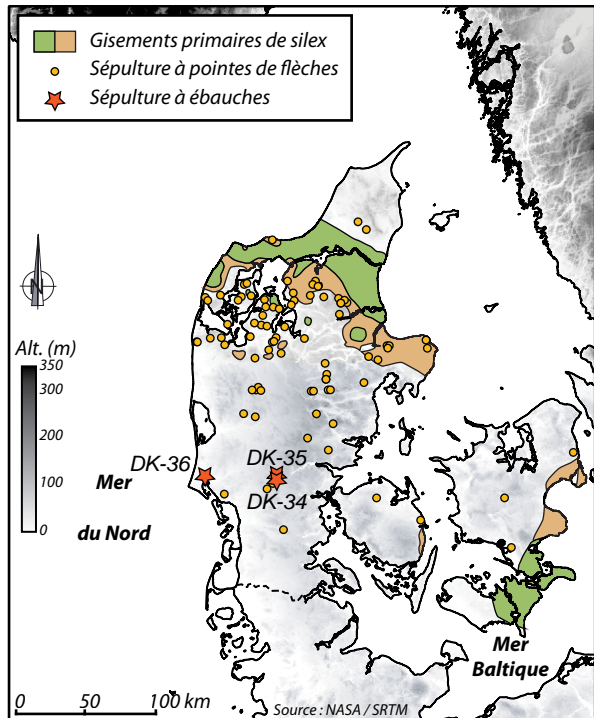 Gisements primaires de silex
Sépulture à pointes de flèches
Sépulture à ébauches
Alt. (m)
350
300
200
100
0
DK-36
DK-35
DK-34
Mer
du Nord
Mer
Baltique
0 50 100 km
Source : NASA / SRTM